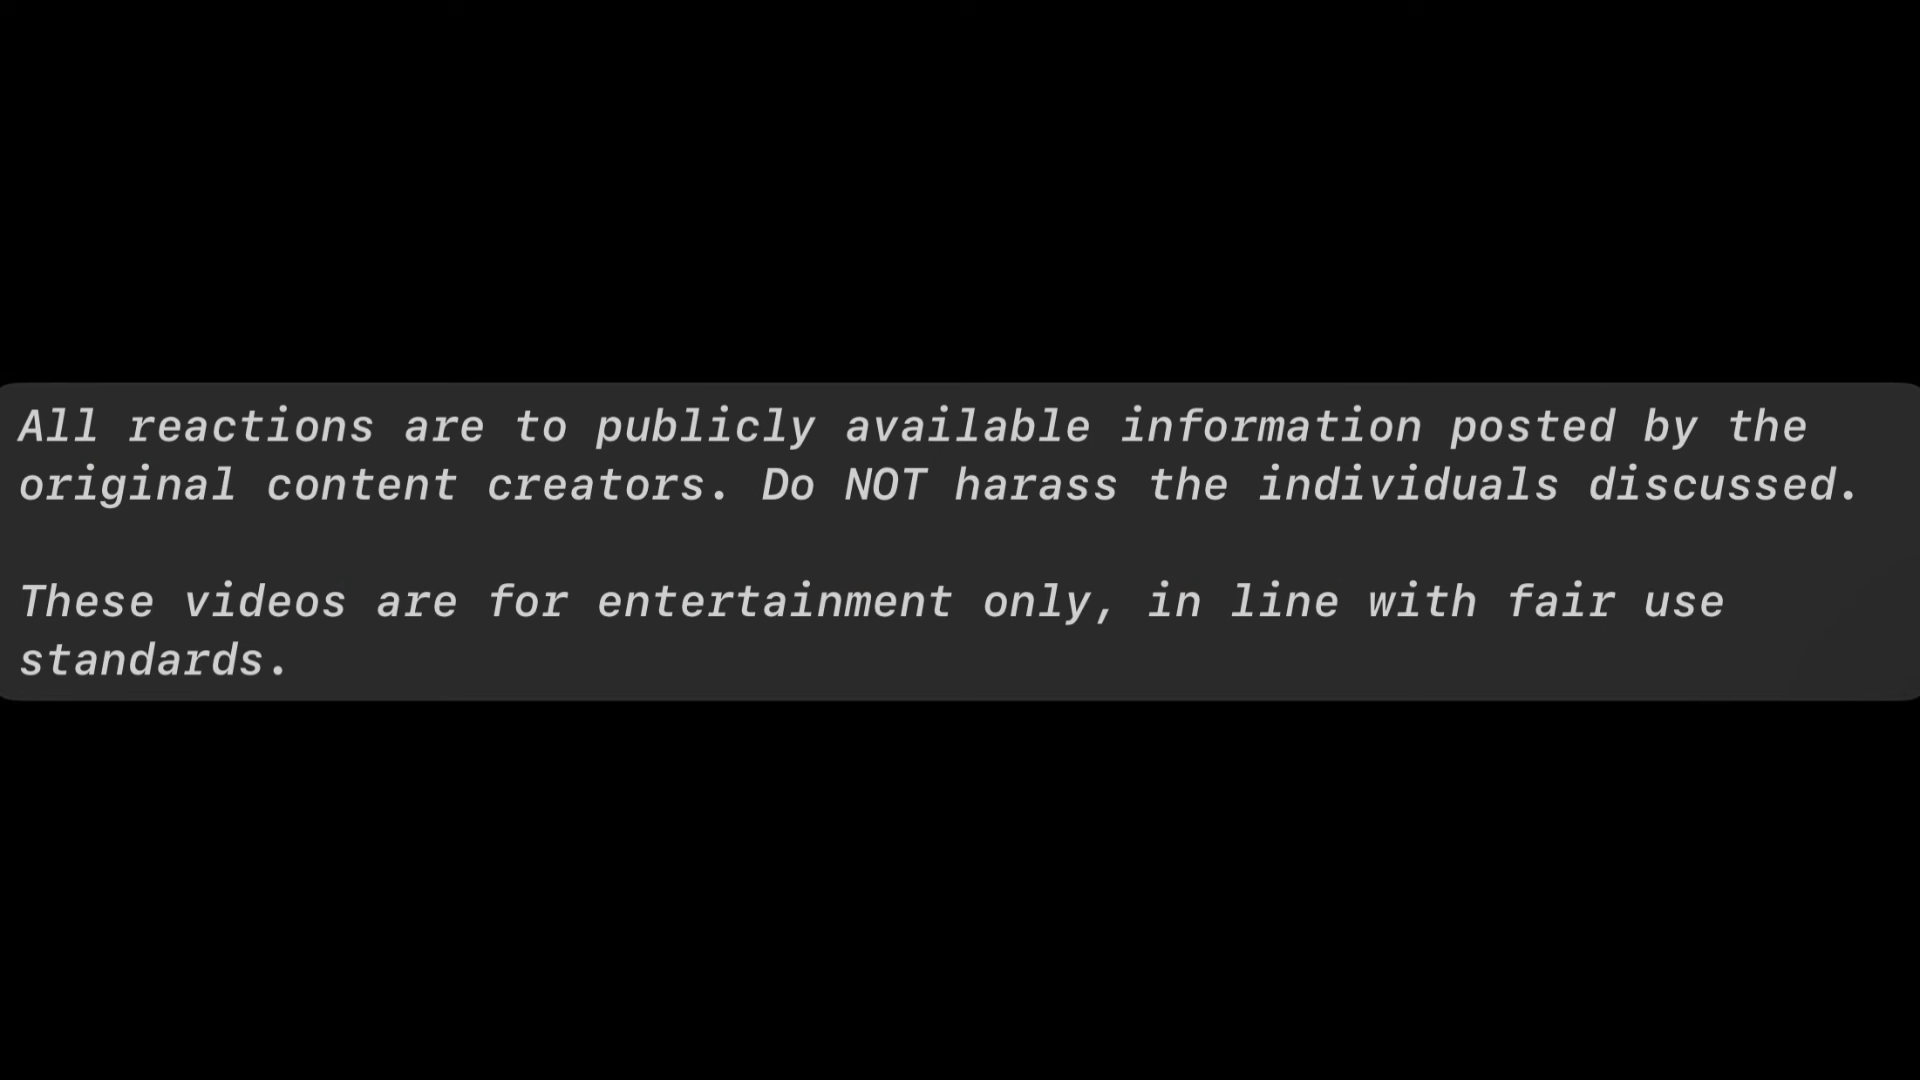 All reactions are to publicly available information posted by the
original content creators. Do NOT harass the individuals discussed.
These videos are for entertainment only, in line with fair use
standards.